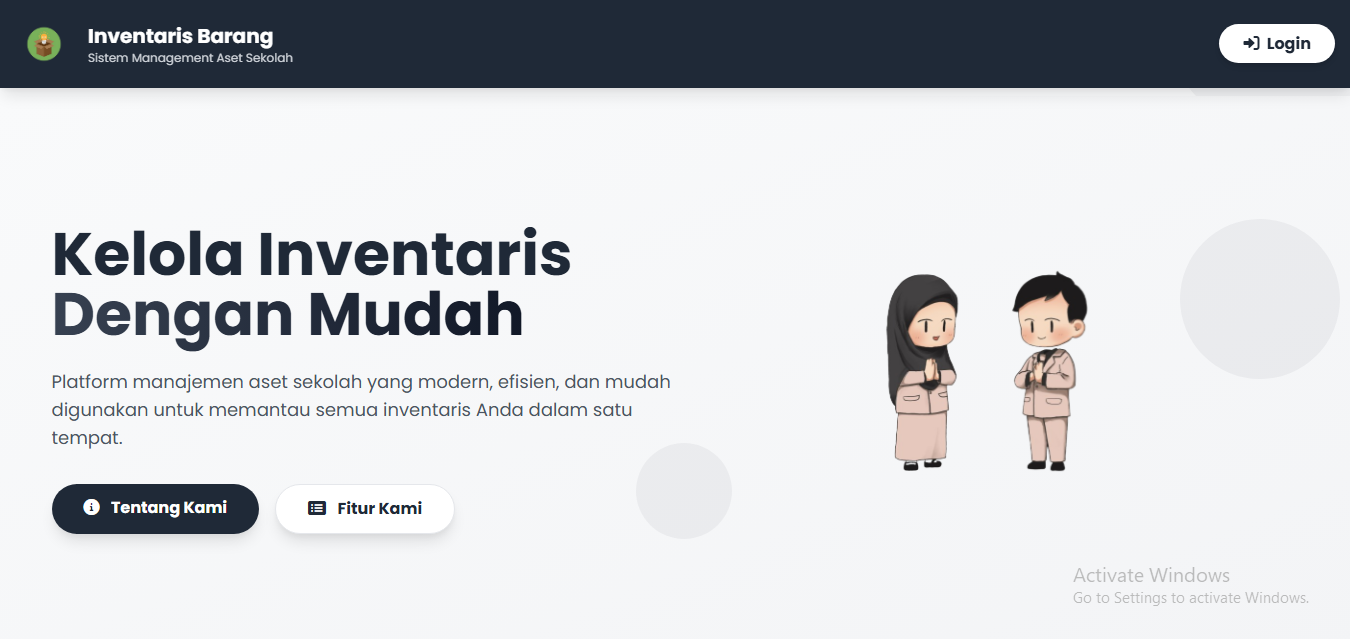 Inventaris Barang
Sistem Management Aset Sekolah
Login
Kelola Inventaris
Dengan Mudah
Platform manajemen aset sekolah yang modern, efisien, dan mudah
digunakan untuk memantau semua inventaris Anda dalam satu
tempat.
Tentang Kami
Fitur Kami
Activate Windows
Go to Settings to activate Windows.